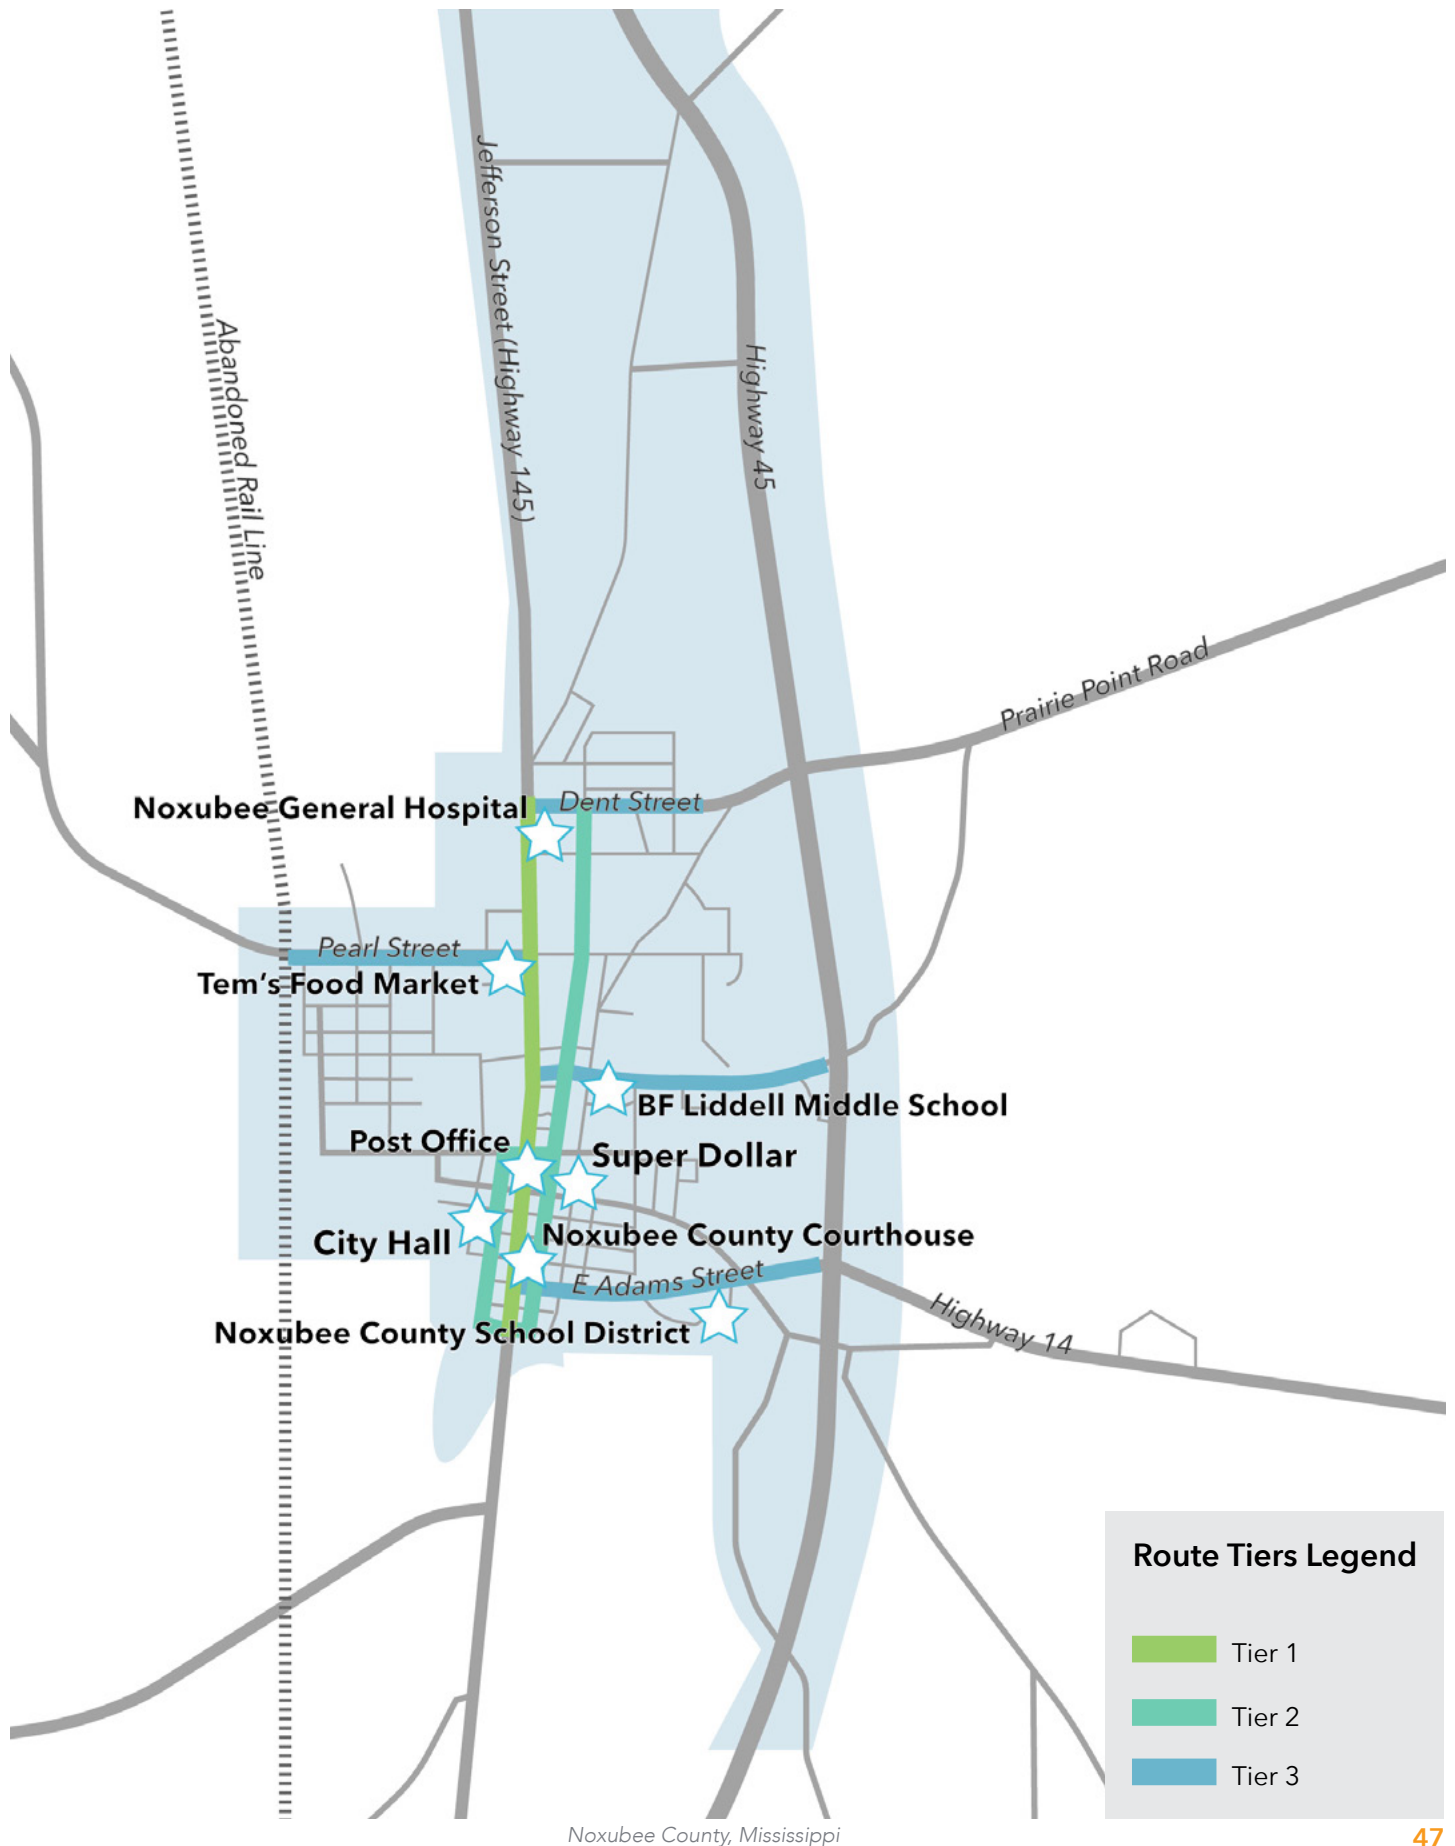 Jefferson Street (Highway 145)
Abandoned Rail Line
Highway 45
Prairie Point Road
Noxubee General Hospital
Dent Street
Pearl Street
Tem's Food Market
BF Liddell Middle School
Post Office
Super Dollar
City Hall
Noxubee County Courthouse
E Adams Street
Noxubee County School District
Highway 14
Route Tiers Legend
Tier 1
Tier 2
Tier 3
Noxubee County, Mississippi
47